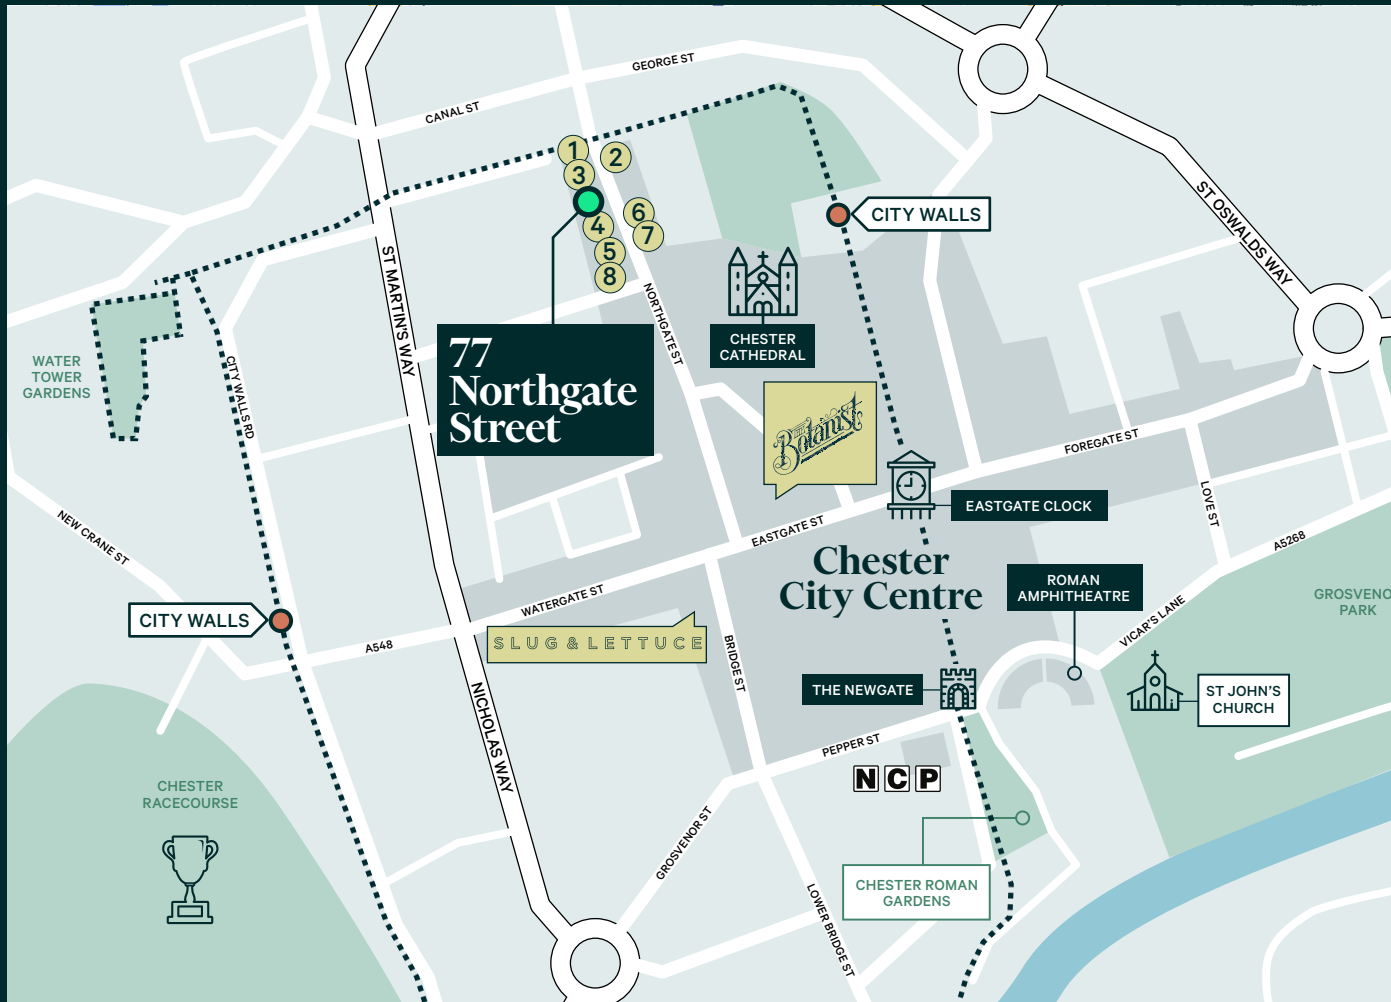 GEORGE ST
CANAL ST
1
2
3
CITY WALLS
ST OSWALDS WAY
4
6
7
5
8
ST MARTIN'S WAY
NORTHGATE ST
77
Northgate
Street
CHESTER
CATHEDRAL
WATER
TOWER
GARDENS
CITY WALLS RD
THE
Botanist
FOREGATE ST
EASTGATE CLOCK
LOVE ST
NEW CRANE ST
EASTGATE ST
A5268
Chester
City Centre
ROMAN
AMPHITHEATRE
GROSVENO
PARK
WATERGATE ST
CITY WALLS
SLUG & LETTUCE
A548
BRIDGE ST
VICAR'S LANE
THE NEWGATE
ST JOHN'S
CHURCH
NICHOLAS WAY
PEPPER ST
NCP
CHESTER
RACECOURSE
GROSVENOR ST
CHESTER ROMAN
GARDENS
LOWER BRIDGE ST